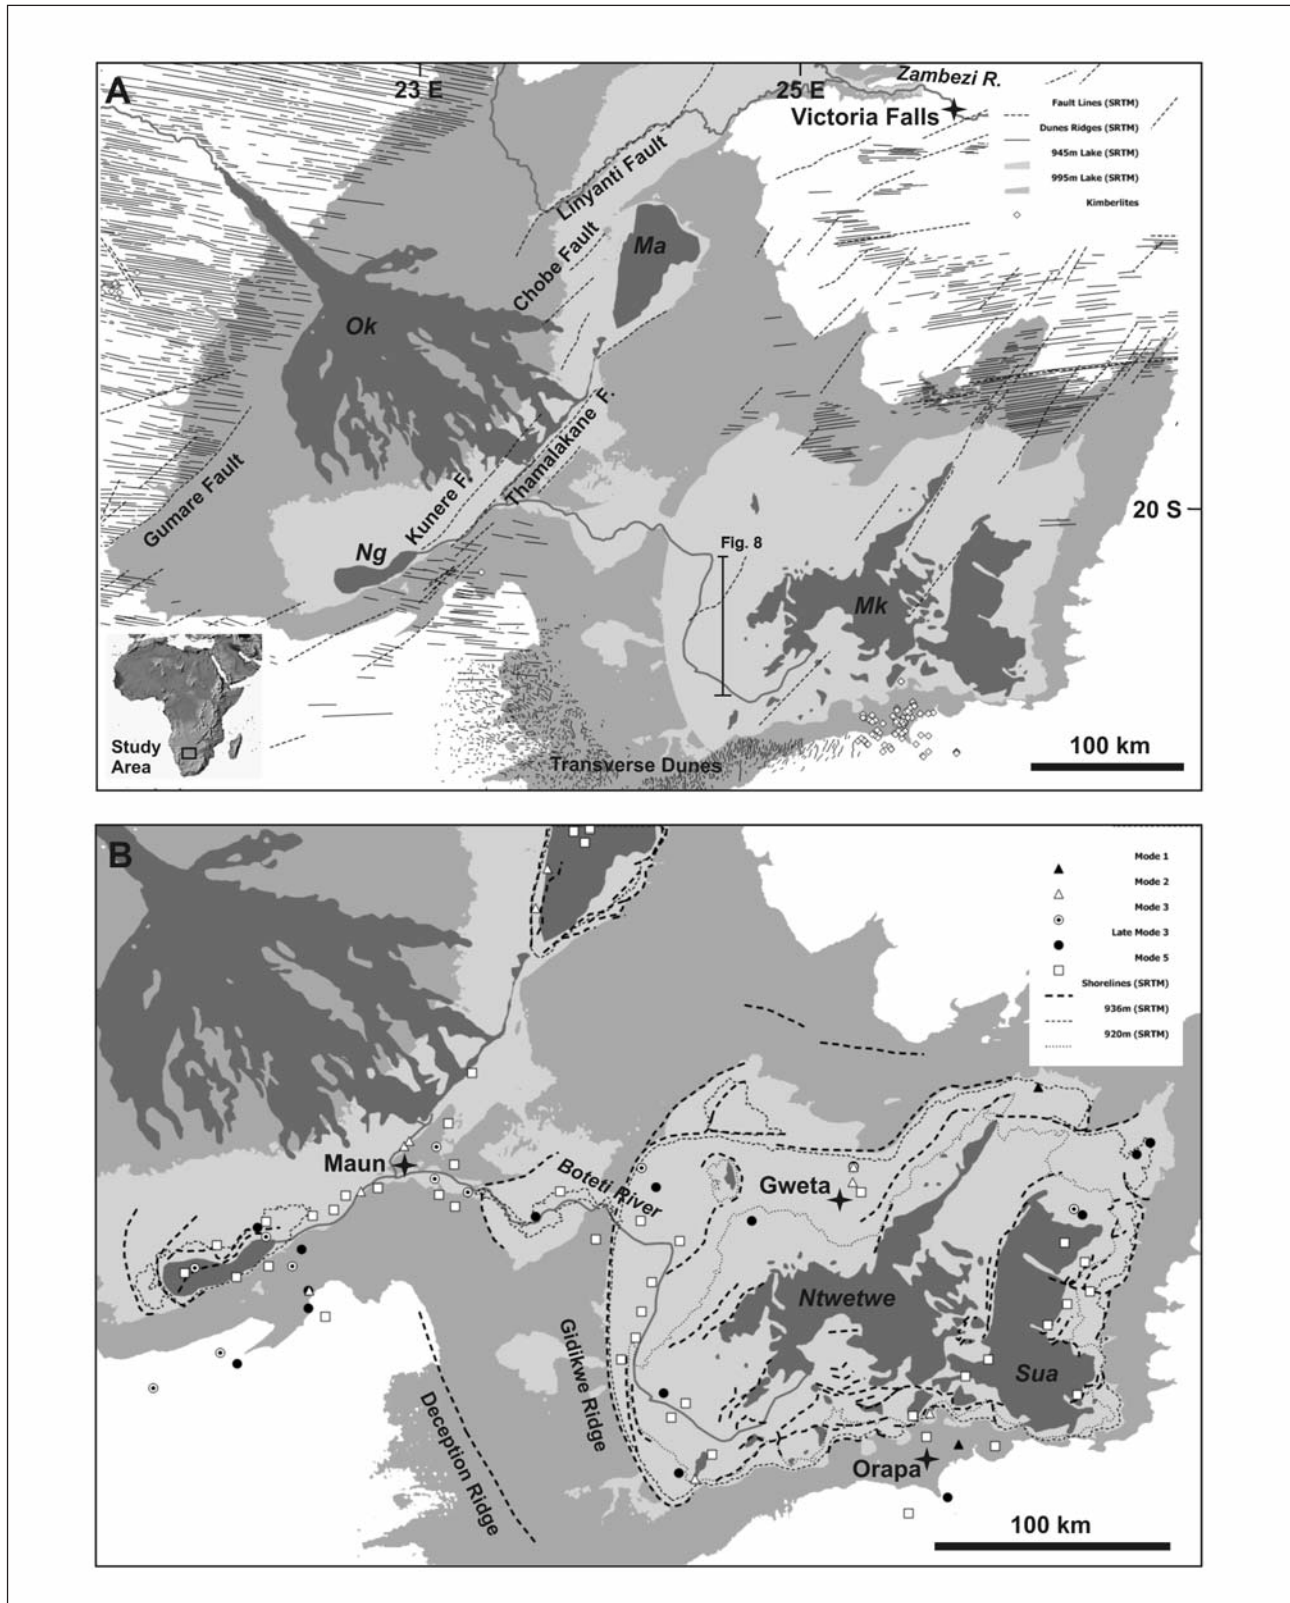 A
23 E
25 E
Zambezi R.
Victoria Falls
Fault Lines (SRTM)
Dunes Ridges (SRTM)
945m Lake (SRTM)
995m Lake (SRTM)
Kimberlites
Linyanti Fault
Chobe Fault
Ma
Ok
Thamalakane F.
Kunere F.
Gumare Fault
20 S
Ng
Fig. 8
Mk
Study
Area
Transverse Dunes
100 km
B
Mode 1
Mode 2
Mode 3
Late Mode 3
Mode 5
Shorelines (SRTM)
936m (SRTM)
920m (SRTM)
Maun
Boteti River
Gweta
Ntwetwe
Gidikwe Ridge
Sua
Deception Ridge
Orapa
100 km